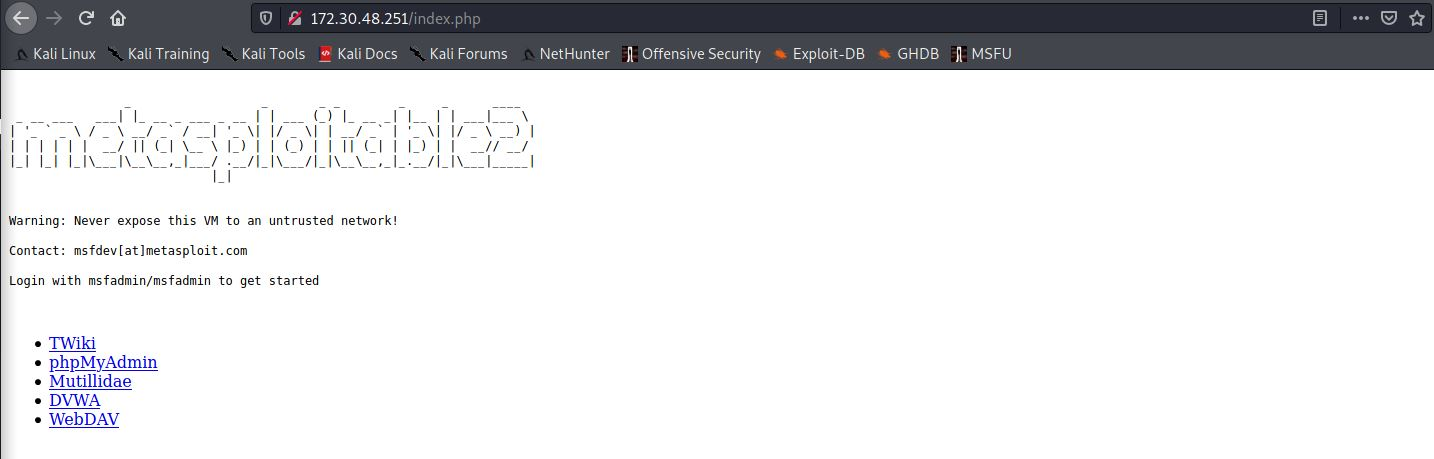 172.30.48.251/index.php
Kali Linux Kali Training Kali Tools Kali Docs Kali Forums NetHunter Offensive Security Exploit-DB GHDB MSFU
metasploitable2
Warning: Never expose this VM to an untrusted network!
Contact: msfdev[at]metasploit.com
Login with msfadmin/msfadmin to get started
TWiki
phpMyAdmin
Mutillidae
DVWA
WebDAV